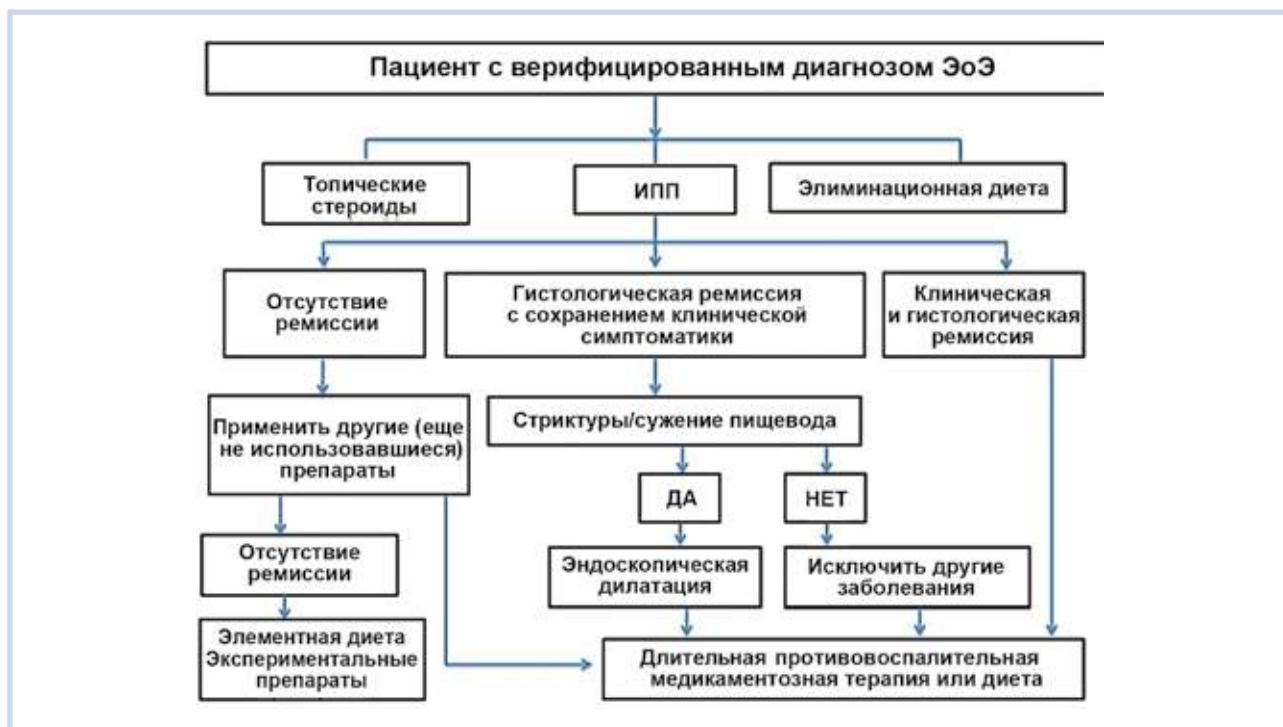 Пациент с верифицированным диагнозом ЭоЭ
Топические
стероиды
ИПП
Элиминационная диета
Отсутствие
ремиссии
Гистологическая ремиссия
с сохранением клинической
симптоматики
Клиническая
и гистологическая
ремиссия
Применить другие (еще
не использовавшиеся)
препараты
Стриктуры/сужение пищевода
ДА
НЕТ
Отсутствие
ремиссии
Эндоскопическая
дилатация
Исключить другие
заболевания
Элементная диета
Экспериментальные
препараты
Длительная противовоспалительная
медикаментозная терапия или диета